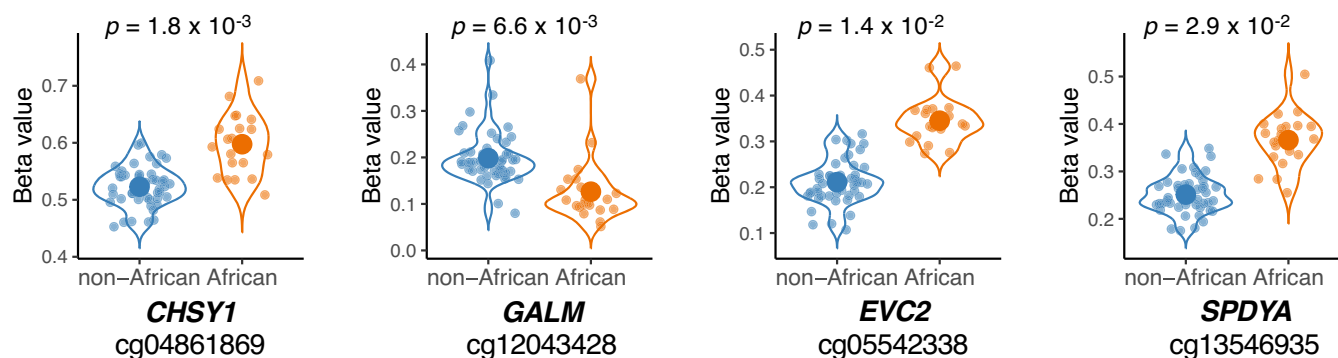 p = 1.8 x 10⁻³
Beta value
0.7
0.6
0.5
0.4
non–African African
CHSY1
cg04861869
p = 6.6 x 10⁻³
Beta value
0.4
0.3
0.2
0.1
0.0
non–African African
GALM
cg12043428
p = 1.4 x 10⁻²
Beta value
0.5
0.4
0.3
0.2
0.1
non–African African
EVC2
cg05542338
p = 2.9 x 10⁻²
Beta value
0.5
0.4
0.3
0.2
non–African African
SPDYA
cg13546935